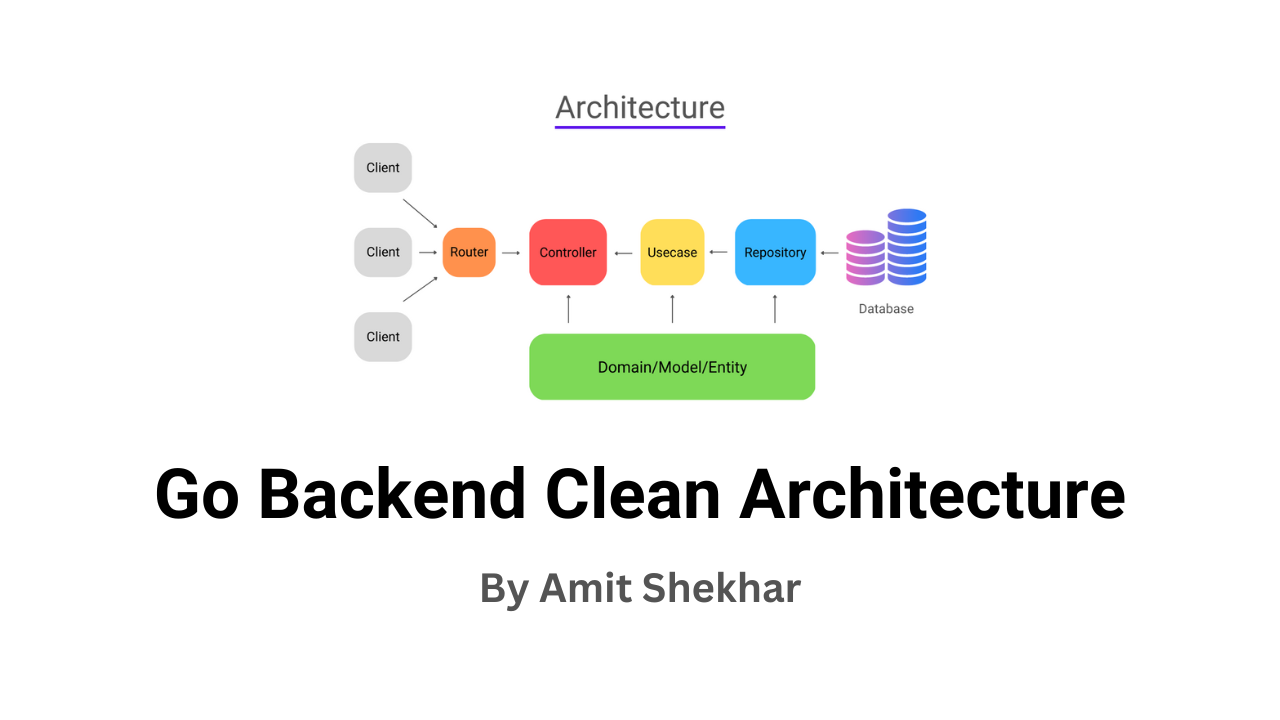 Architecture
Client
Client
Router
Controller
Usecase
Repository
Database
Client
Domain/Model/Entity
Go Backend Clean Architecture
By Amit Shekhar